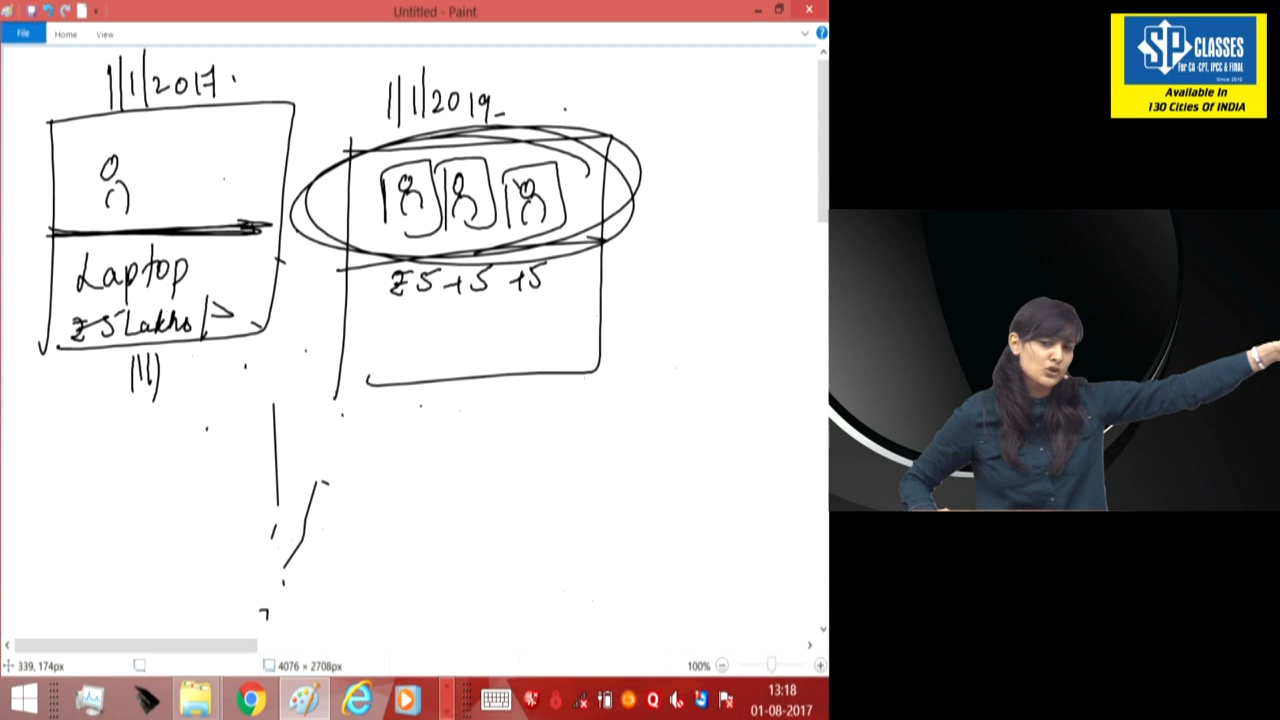 Untitled - Paint
File Home View
1/1/2017.
1/1/2019
Laptop
₹5 Lakhs/
₹5+5+5
339, 174px
4076 × 2708px
100%
13:18
01-08-2017
SP CLASSES
For CA -CPT, IPCC & FINAL
Since 2010
Available In
130 Cities Of INDIA